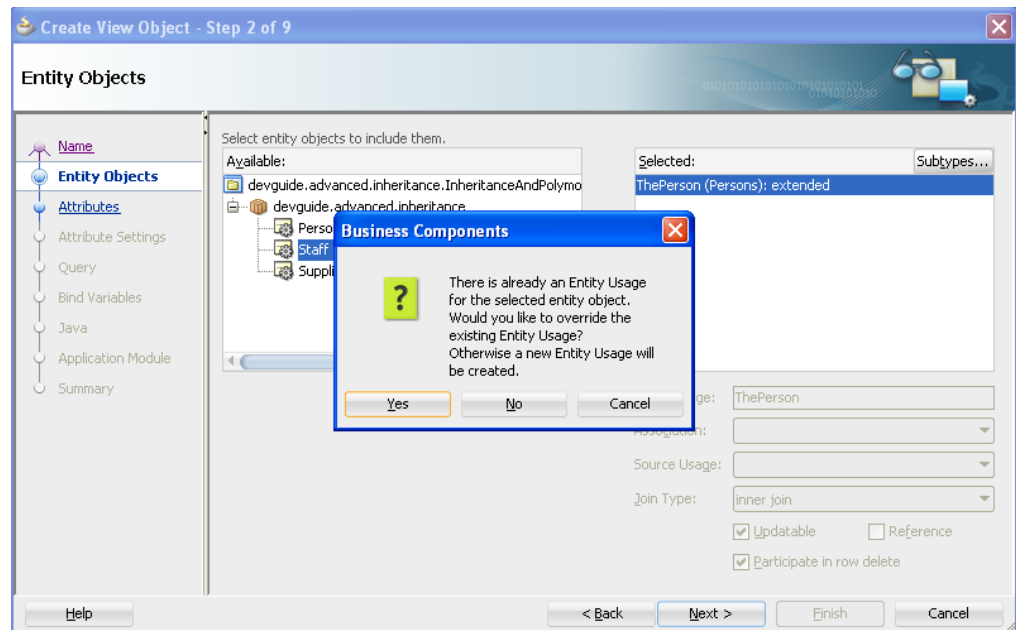 Create View Object - Step 2 of 9
Entity Objects
Name
Entity Objects
Attributes
Attribute Settings
Query
Bind Variables
Java
Application Module
Summary
Select entity objects to include them.
Available:
devguide.advanced.inheritance.InheritanceAndPolymo
devguide.advanced.inheritance
Perso
Staff
Suppli
Selected:
Subtypes...
ThePerson (Persons): extended
Business Components
There is already an Entity Usage
for the selected entity object.
Would you like to override the
existing Entity Usage?
Otherwise a new Entity Usage will
be created.
Yes
No
Cancel
ge:
ThePerson
Association:
Source Usage:
Join Type:
inner join
Updatable
Reference
Participate in row delete
Help
< Back
Next >
Finish
Cancel